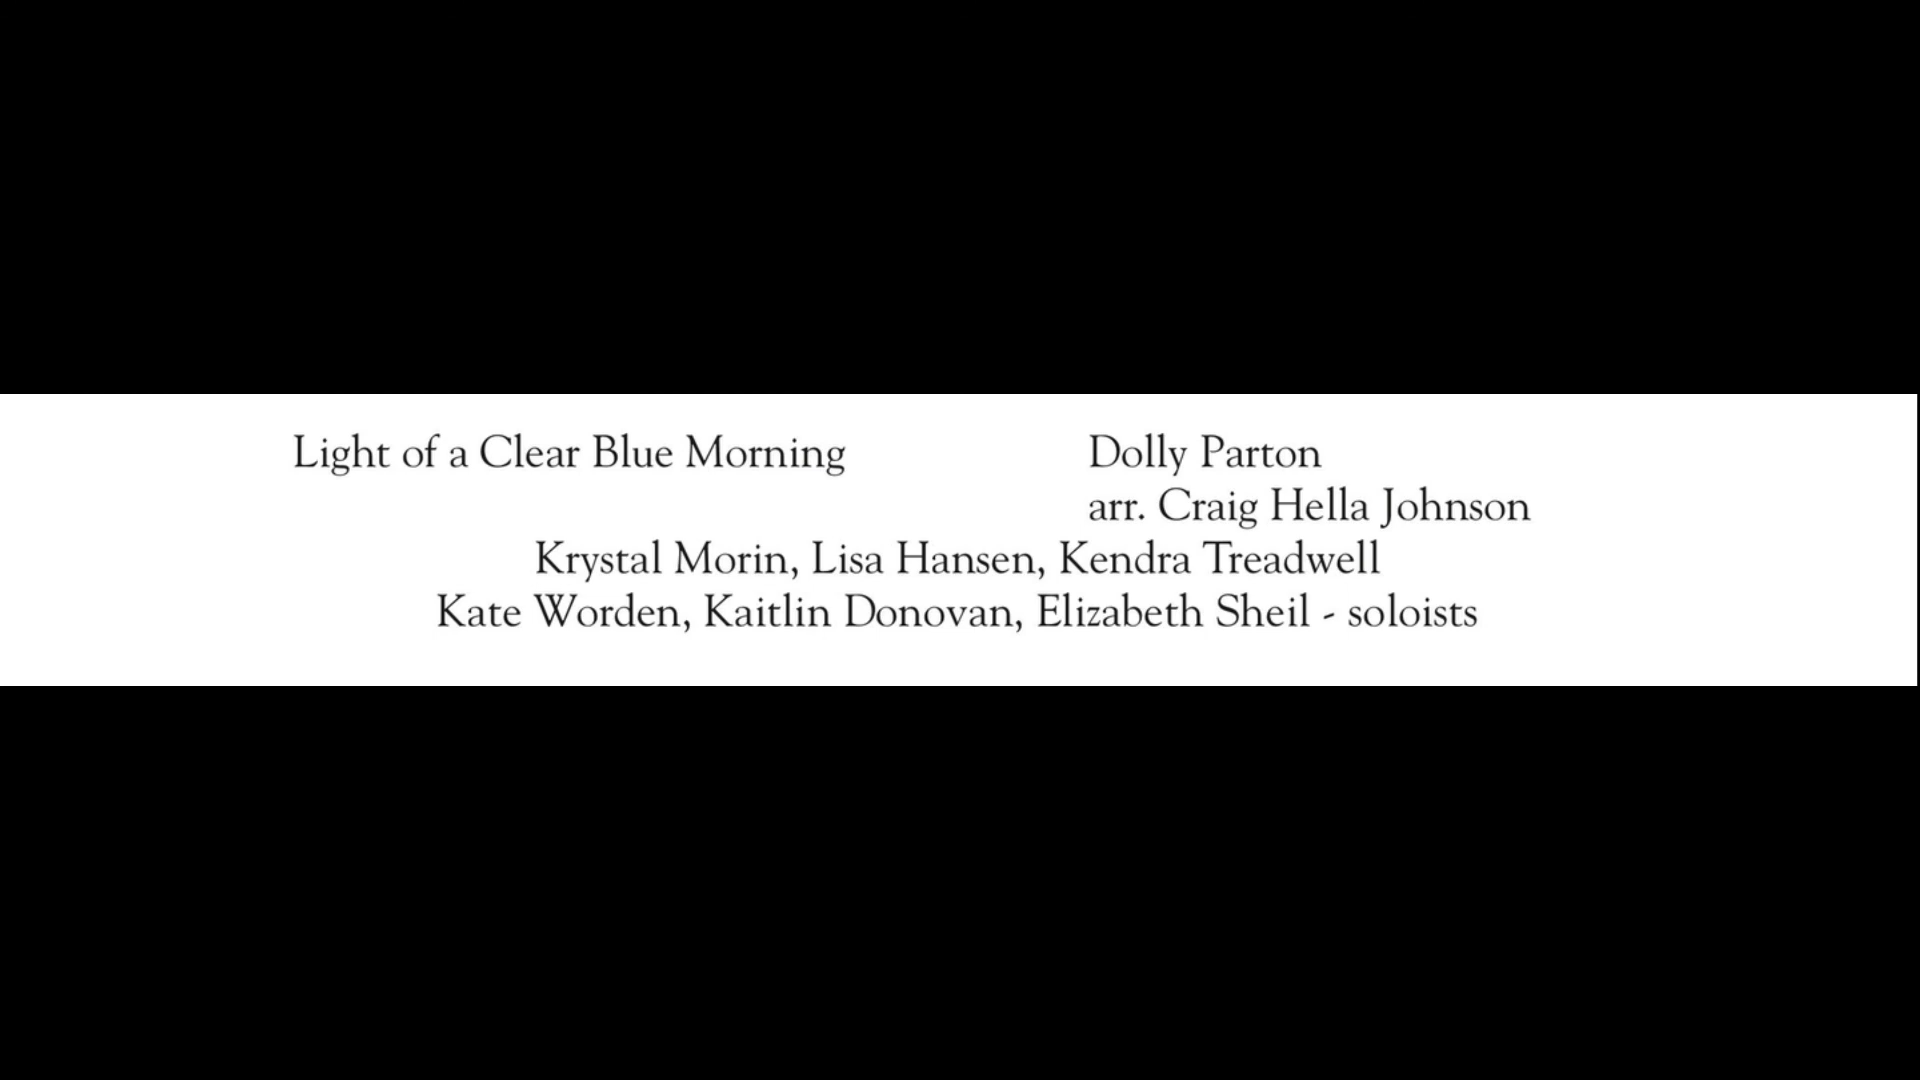 Light of a Clear Blue Morning Dolly Parton
arr. Craig Hella Johnson
Krystal Morin, Lisa Hansen, Kendra Treadwell
Kate Worden, Kaitlin Donovan, Elizabeth Sheil - soloists